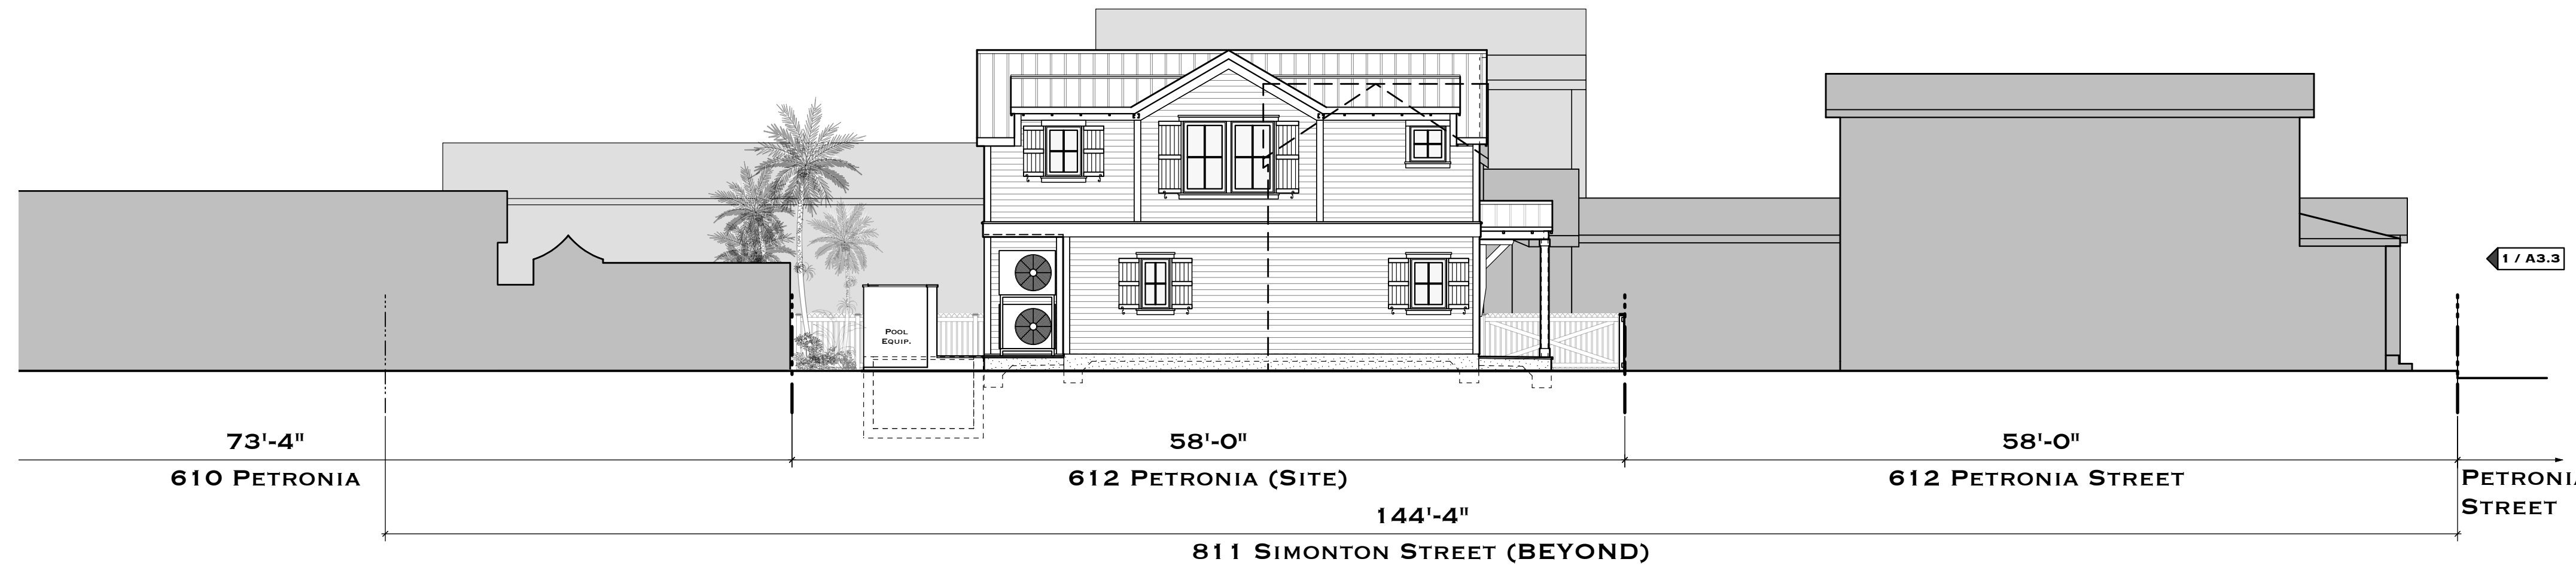 1 / A3.3
POOL
EQUIP.
73'-4" 58'-0" 58'-0"
610 PETRONIA 612 PETRONIA (SITE) 612 PETRONIA STREET PETRONIA
STREET
144'-4"
811 SIMONTON STREET (BEYOND)